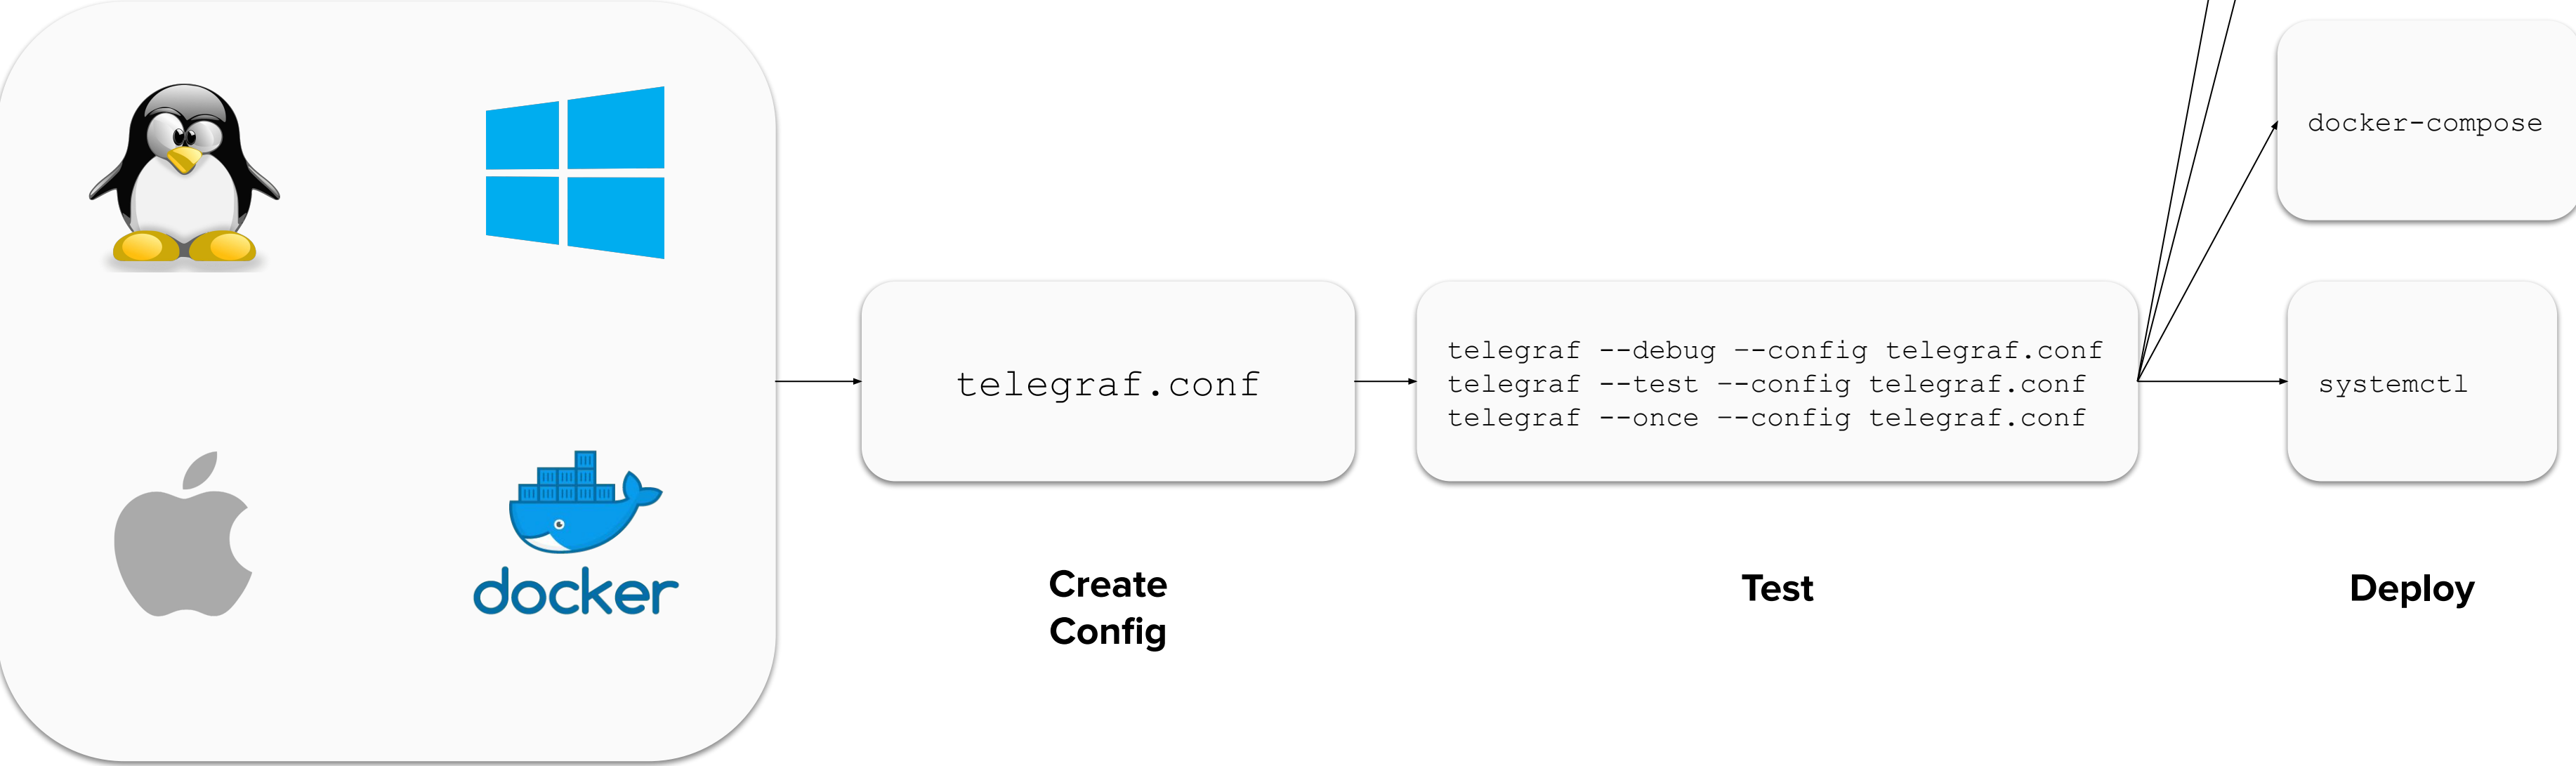 docker
telegraf.conf
Create
Config
telegraf --debug --config telegraf.conf
telegraf --test --config telegraf.conf
telegraf --once --config telegraf.conf
Test
docker-compose
systemctl
Deploy